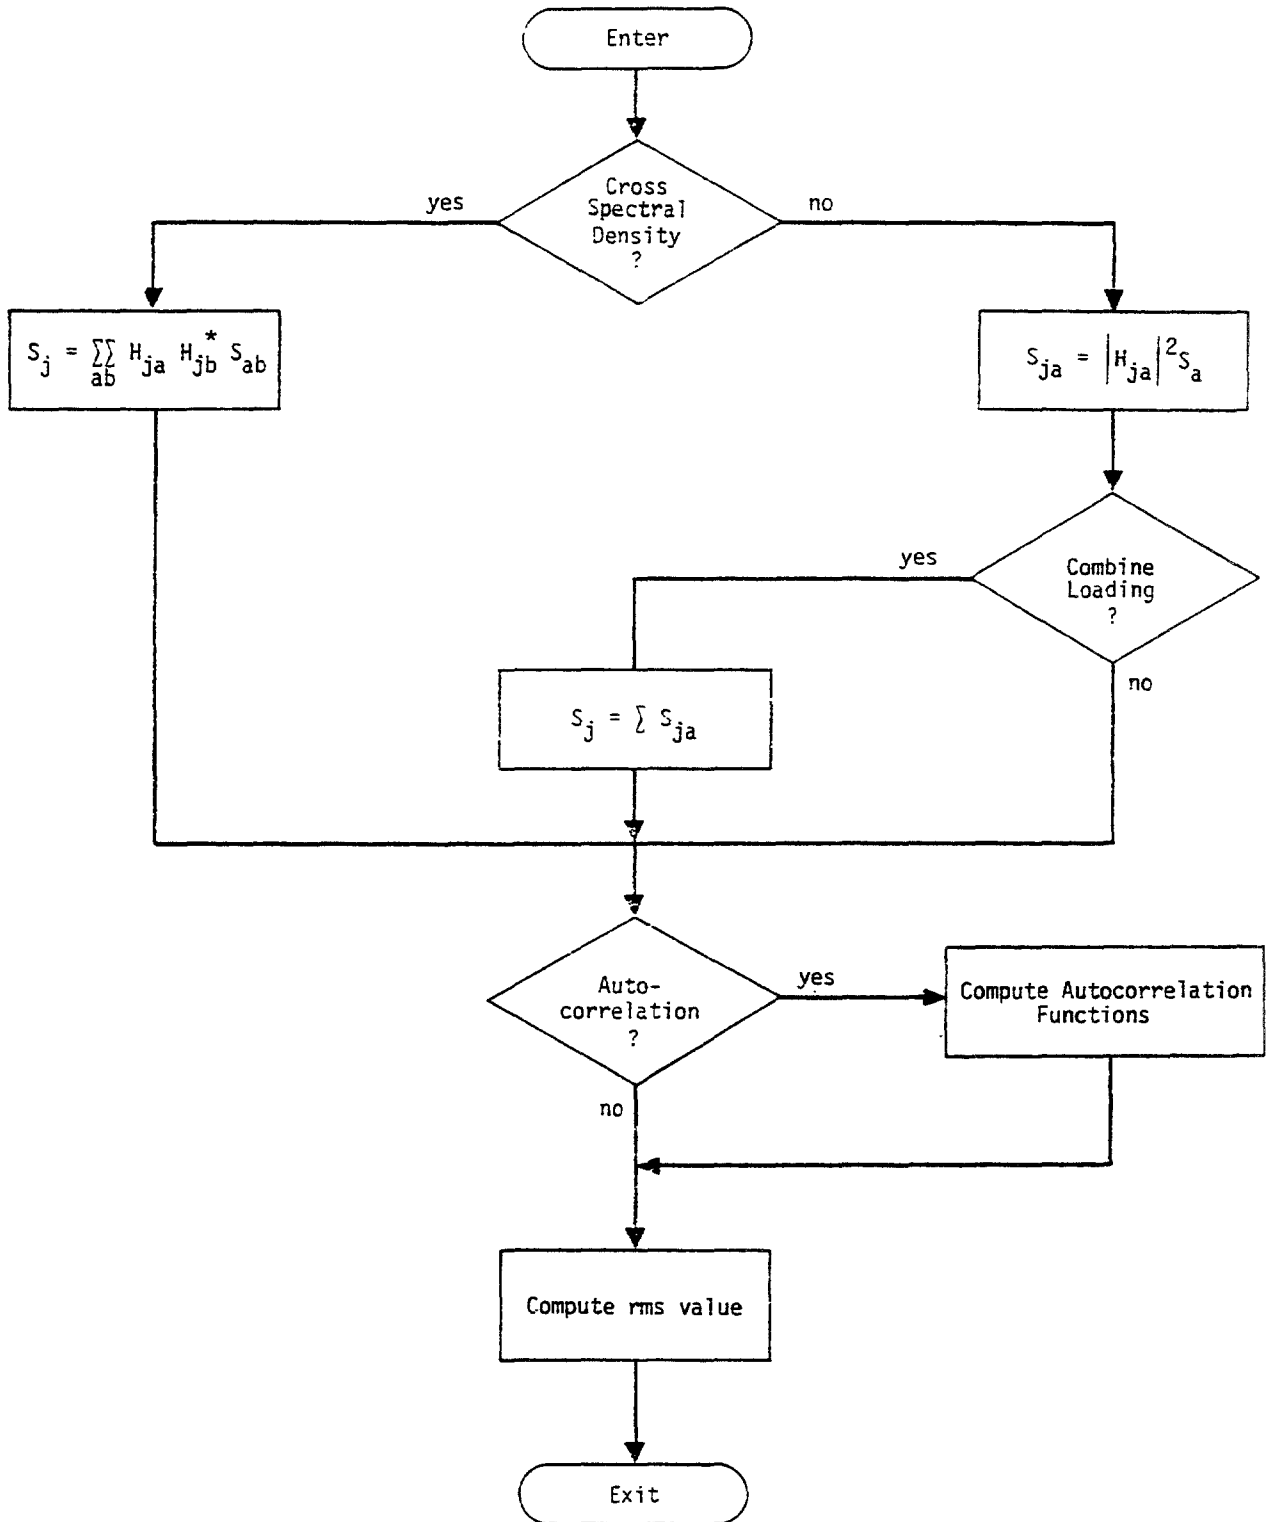 Enter
Cross
Spectral
Density
?
yes
no
S_j = ∑∑ H_ja H_jb^* S_ab
ab
S_ja = |H_ja|^2 S_a
yes
Combine
Loading
?
no
S_j = ∑ S_ja
Auto-
correlation
?
yes
Compute Autocorrelation
Functions
no
Compute rms value
Exit